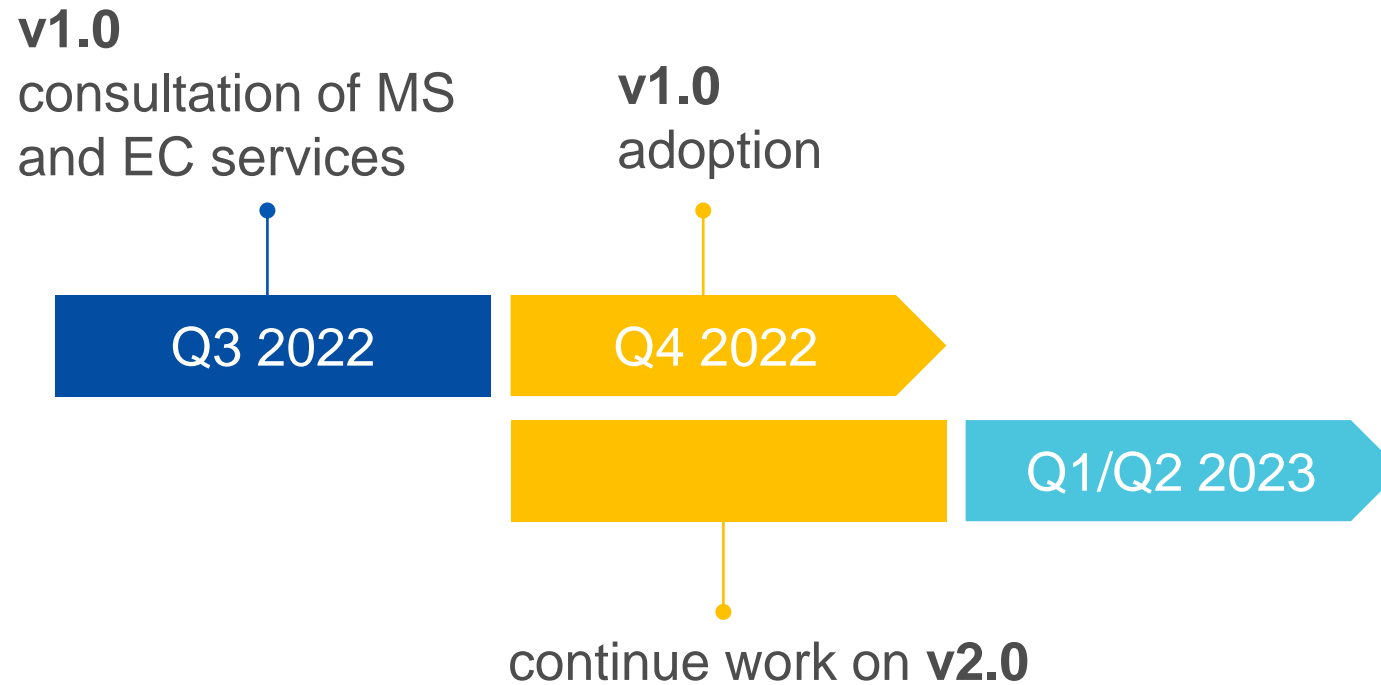 v1.0
consultation of MS
and EC services
v1.0
adoption
Q3 2022
Q4 2022
Q1/Q2 2023
continue work on v2.0